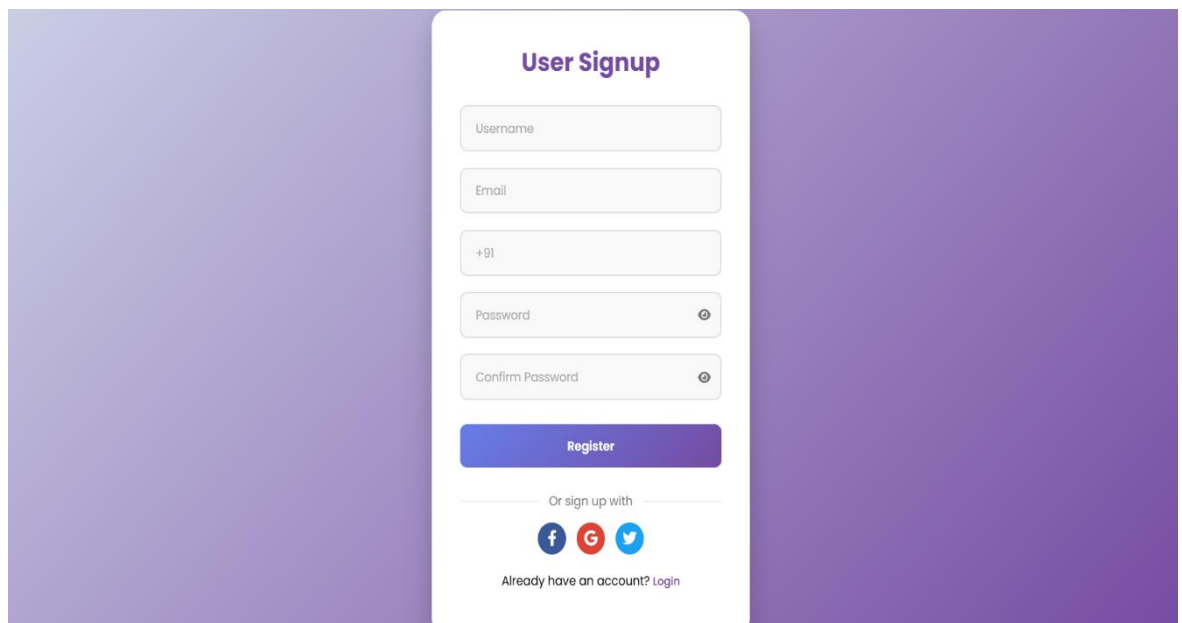 User Signup
Username
Email
+91
Password
Confirm Password
Register
Or sign up with
f G
Already have an account? Login